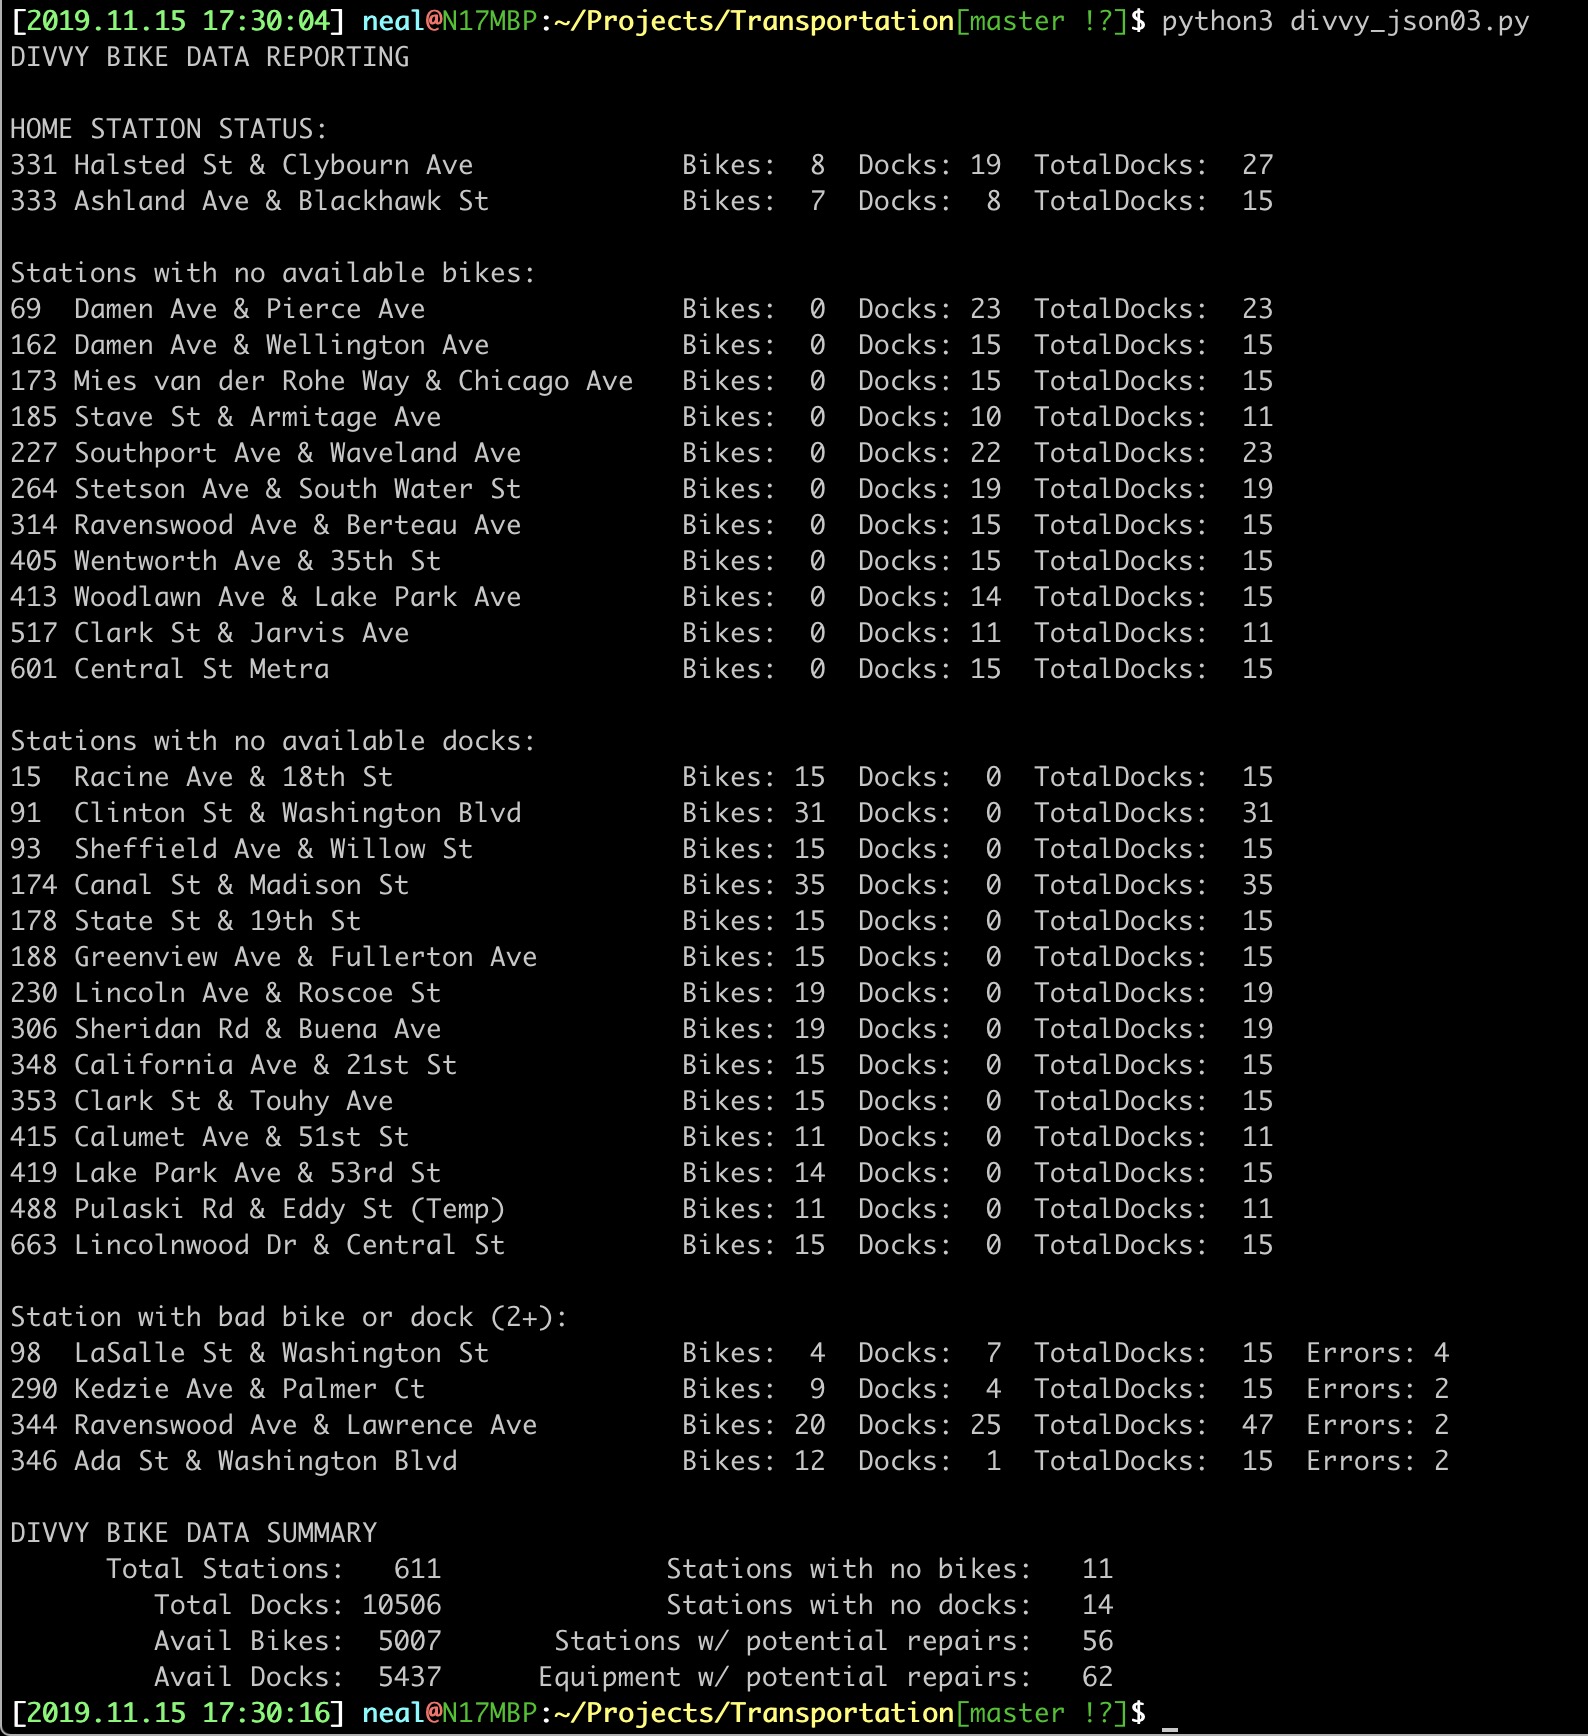 [2019.11.15 17:30:04] neal@N17MBP:~/Projects/Transportation[master !?]$ python3 divvy_json03.py
DIVVY BIKE DATA REPORTING
HOME STATION STATUS:
331 Halsted St & Clybourn Ave             Bikes:  8  Docks: 19  TotalDocks:  27
333 Ashland Ave & Blackhawk St            Bikes:  7  Docks:  8  TotalDocks:  15
Stations with no available bikes:
69  Damen Ave & Pierce Ave                Bikes:  0  Docks: 23  TotalDocks:  23
162 Damen Ave & Wellington Ave            Bikes:  0  Docks: 15  TotalDocks:  15
173 Mies van der Rohe Way & Chicago Ave   Bikes:  0  Docks: 15  TotalDocks:  15
185 Stave St & Armitage Ave               Bikes:  0  Docks: 10  TotalDocks:  11
227 Southport Ave & Waveland Ave          Bikes:  0  Docks: 22  TotalDocks:  23
264 Stetson Ave & South Water St          Bikes:  0  Docks: 19  TotalDocks:  19
314 Ravenswood Ave & Berteau Ave          Bikes:  0  Docks: 15  TotalDocks:  15
405 Wentworth Ave & 35th St               Bikes:  0  Docks: 15  TotalDocks:  15
413 Woodlawn Ave & Lake Park Ave          Bikes:  0  Docks: 14  TotalDocks:  15
517 Clark St & Jarvis Ave                 Bikes:  0  Docks: 11  TotalDocks:  11
601 Central St Metra                      Bikes:  0  Docks: 15  TotalDocks:  15
Stations with no available docks:
15  Racine Ave & 18th St                  Bikes: 15  Docks:  0  TotalDocks:  15
91  Clinton St & Washington Blvd          Bikes: 31  Docks:  0  TotalDocks:  31
93  Sheffield Ave & Willow St             Bikes: 15  Docks:  0  TotalDocks:  15
174 Canal St & Madison St                 Bikes: 35  Docks:  0  TotalDocks:  35
178 State St & 19th St                    Bikes: 15  Docks:  0  TotalDocks:  15
188 Greenview Ave & Fullerton Ave         Bikes: 15  Docks:  0  TotalDocks:  15
230 Lincoln Ave & Roscoe St               Bikes: 19  Docks:  0  TotalDocks:  19
306 Sheridan Rd & Buena Ave               Bikes: 19  Docks:  0  TotalDocks:  19
348 California Ave & 21st St              Bikes: 15  Docks:  0  TotalDocks:  15
353 Clark St & Touhy Ave                  Bikes: 15  Docks:  0  TotalDocks:  15
415 Calumet Ave & 51st St                 Bikes: 11  Docks:  0  TotalDocks:  11
419 Lake Park Ave & 53rd St               Bikes: 14  Docks:  0  TotalDocks:  15
488 Pulaski Rd & Eddy St (Temp)           Bikes: 11  Docks:  0  TotalDocks:  11
663 Lincolnwood Dr & Central St           Bikes: 15  Docks:  0  TotalDocks:  15
Station with bad bike or dock (2+):
98  LaSalle St & Washington St            Bikes:  4  Docks:  7  TotalDocks:  15  Errors: 4
290 Kedzie Ave & Palmer Ct                Bikes:  9  Docks:  4  TotalDocks:  15  Errors: 2
344 Ravenswood Ave & Lawrence Ave         Bikes: 20  Docks: 25  TotalDocks:  47  Errors: 2
346 Ada St & Washington Blvd              Bikes: 12  Docks:  1  TotalDocks:  15  Errors: 2
DIVVY BIKE DATA SUMMARY
      Total Stations:   611              Stations with no bikes:   11
         Total Docks: 10506              Stations with no docks:   14
         Avail Bikes:  5007       Stations w/ potential repairs:   56
         Avail Docks:  5437      Equipment w/ potential repairs:   62
[2019.11.15 17:30:16] neal@N17MBP:~/Projects/Transportation[master !?]$ _